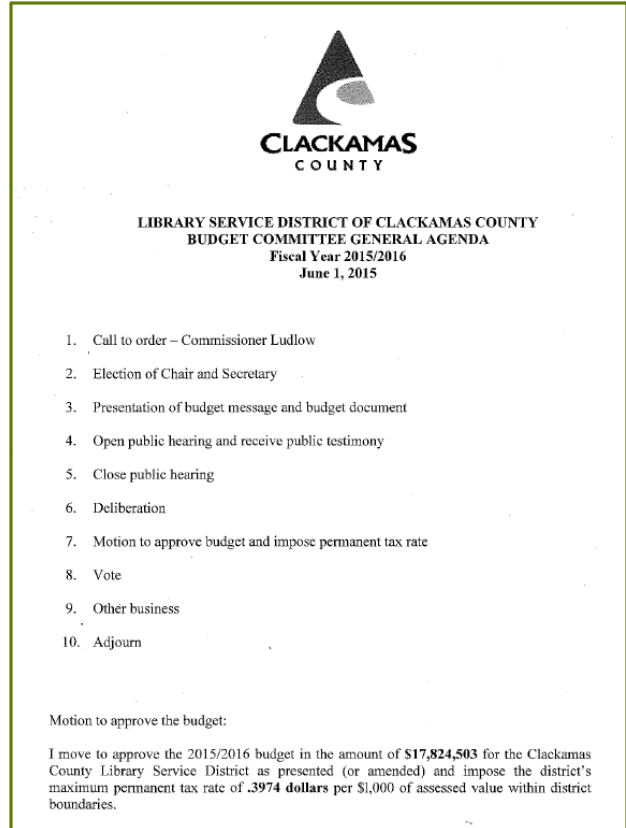 CLACKAMAS
COUNTY
LIBRARY SERVICE DISTRICT OF CLACKAMAS COUNTY
BUDGET COMMITTEE GENERAL AGENDA
Fiscal Year 2015/2016
June 1, 2015
1. Call to order – Commissioner Ludlow
2. Election of Chair and Secretary
3. Presentation of budget message and budget document
4. Open public hearing and receive public testimony
5. Close public hearing
6. Deliberation
7. Motion to approve budget and impose permanent tax rate
8. Vote
9. Other business
10. Adjourn
Motion to approve the budget:
I move to approve the 2015/2016 budget in the amount of $17,824,503 for the Clackamas
County Library Service District as presented (or amended) and impose the district's
maximum permanent tax rate of .3974 dollars per $1,000 of assessed value within district
boundaries.